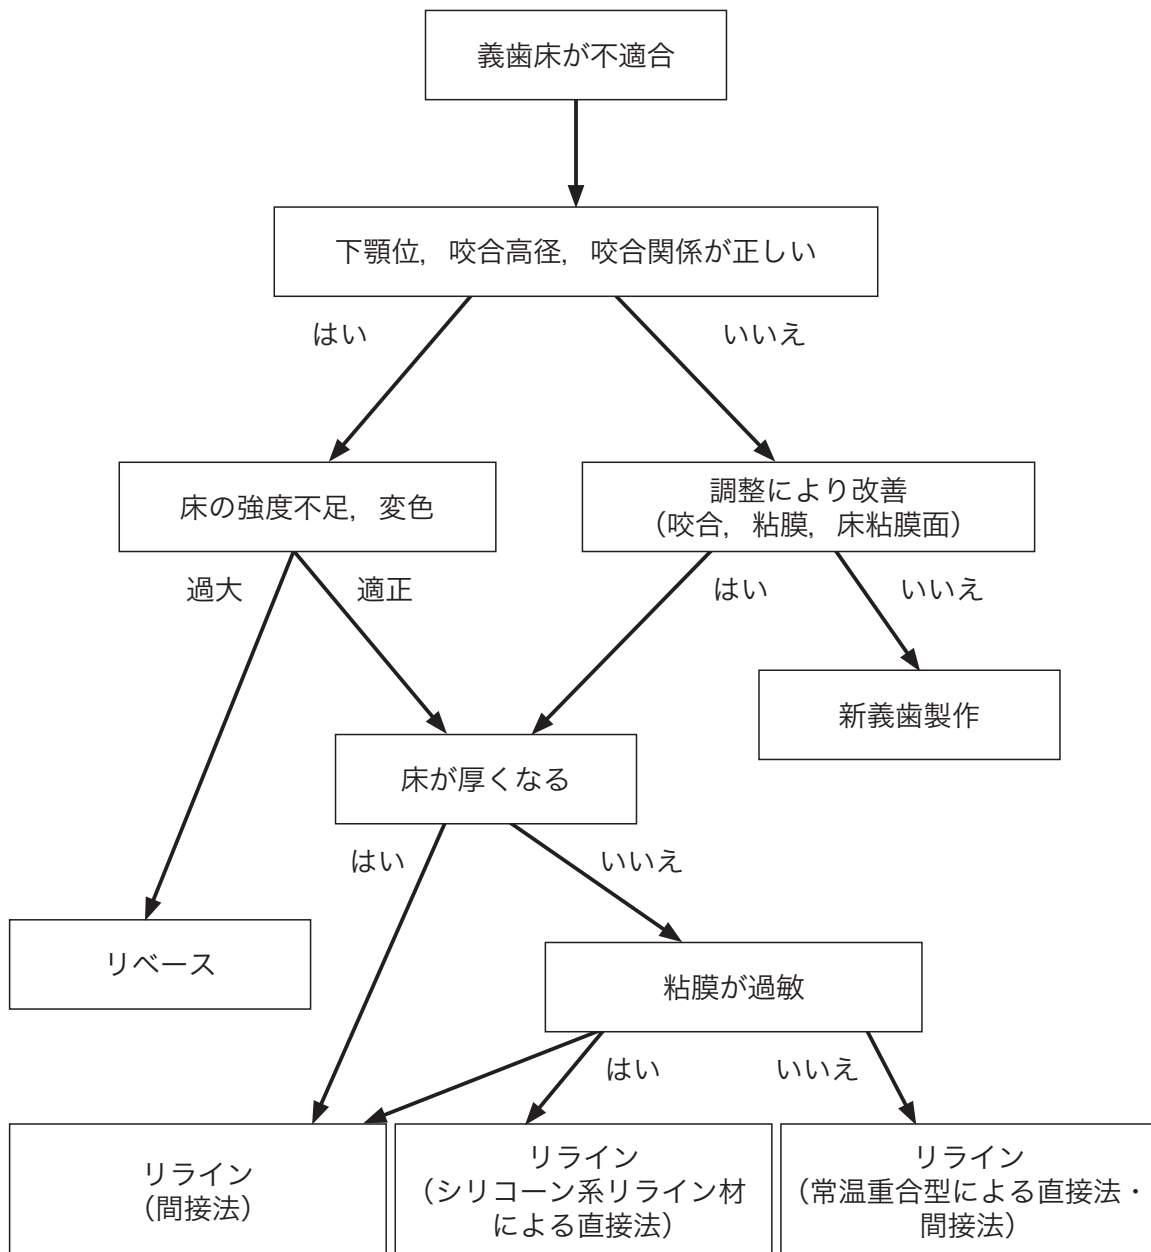 義歯床が不適合
下顎位，咬合高径，咬合関係が正しい
はい
いいえ
床の強度不足，変色
調整により改善
（咬合，粘膜，床粘膜面）
過大
適正
はい
いいえ
新義歯製作
床が厚くなる
はい
いいえ
リベース
粘膜が過敏
はい
いいえ
リライン
（間接法）
リライン
（シリコーン系リライン材
による直接法）
リライン
（常温重合型による直接法・
間接法）